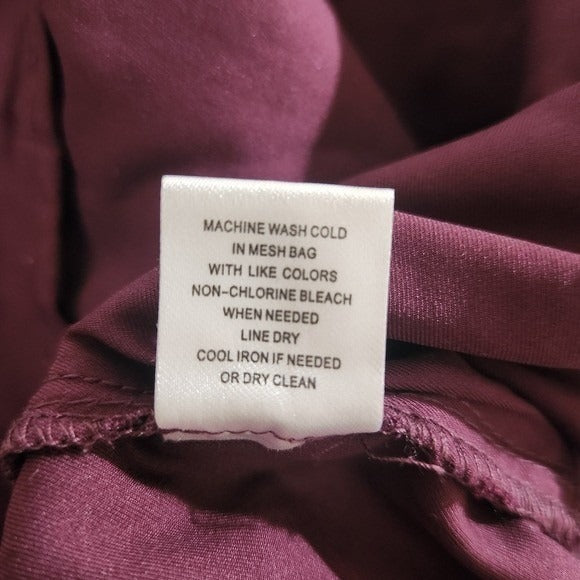 MACHINE WASH COLD
IN MESH BAG
WITH LIKE COLORS
NON-CHLORINE BLEACH
WHEN NEEDED
LINE DRY
COOL IRON IF NEEDED
OR DRY CLEAN